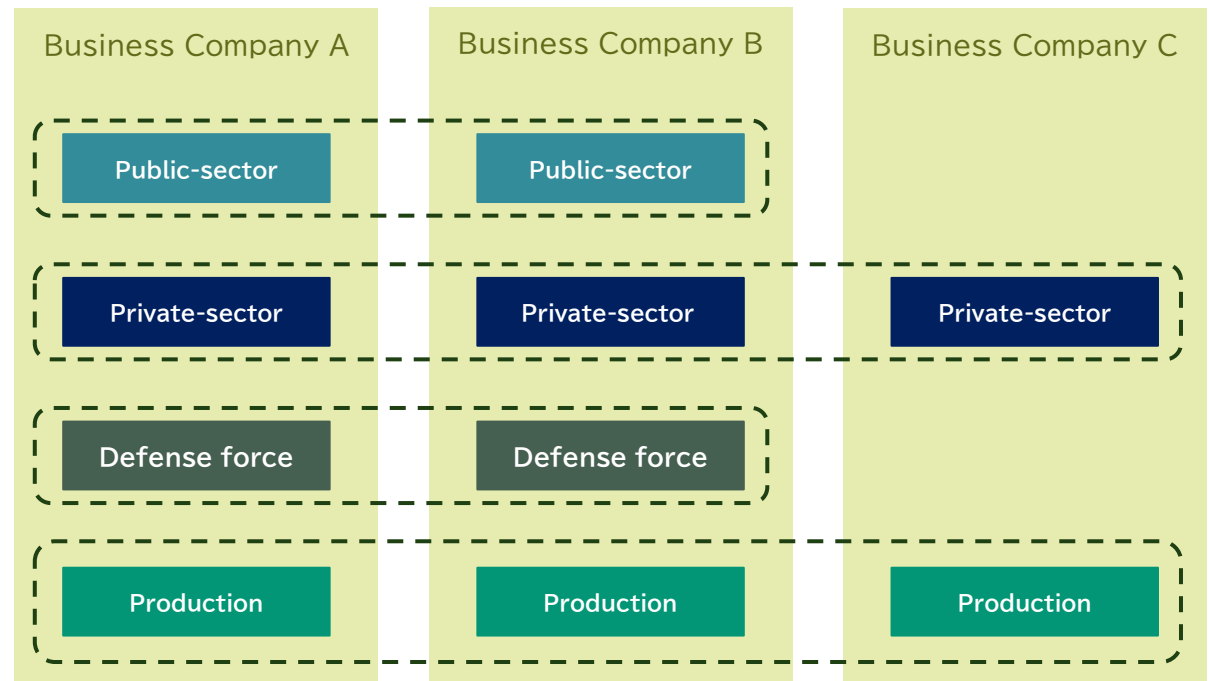 Business Company A
Business Company B
Business Company C
Public-sector
Public-sector
Private-sector
Private-sector
Private-sector
Defense force
Defense force
Production
Production
Production